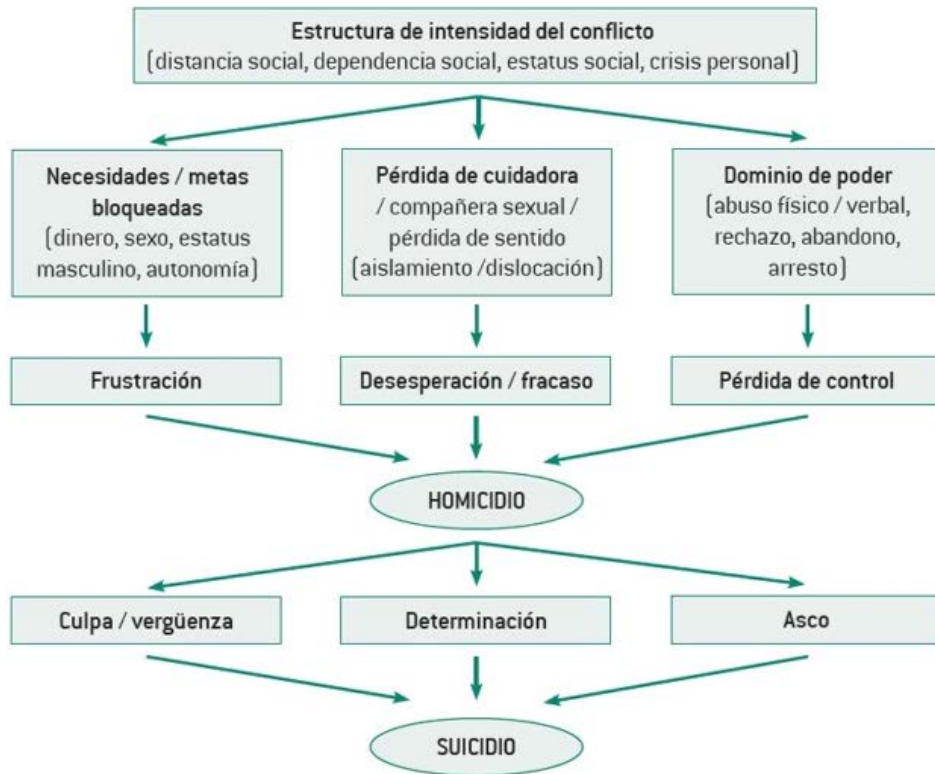 Estructura de intensidad del conflicto
(distancia social, dependencia social, estatus social, crisis personal)
Necesidades / metas
bloqueadas
(dinero, sexo, estatus
masculino, autonomía)
Pérdida de cuidadora
/ compañera sexual /
pérdida de sentido
(aislamiento /dislocación)
Dominio de poder
(abuso físico / verbal,
rechazo, abandono,
arresto)
Frustración
Desesperación / fracaso
Pérdida de control
HOMICIDIO
Culpa / vergüenza
Determinación
Asco
SUICIDIO